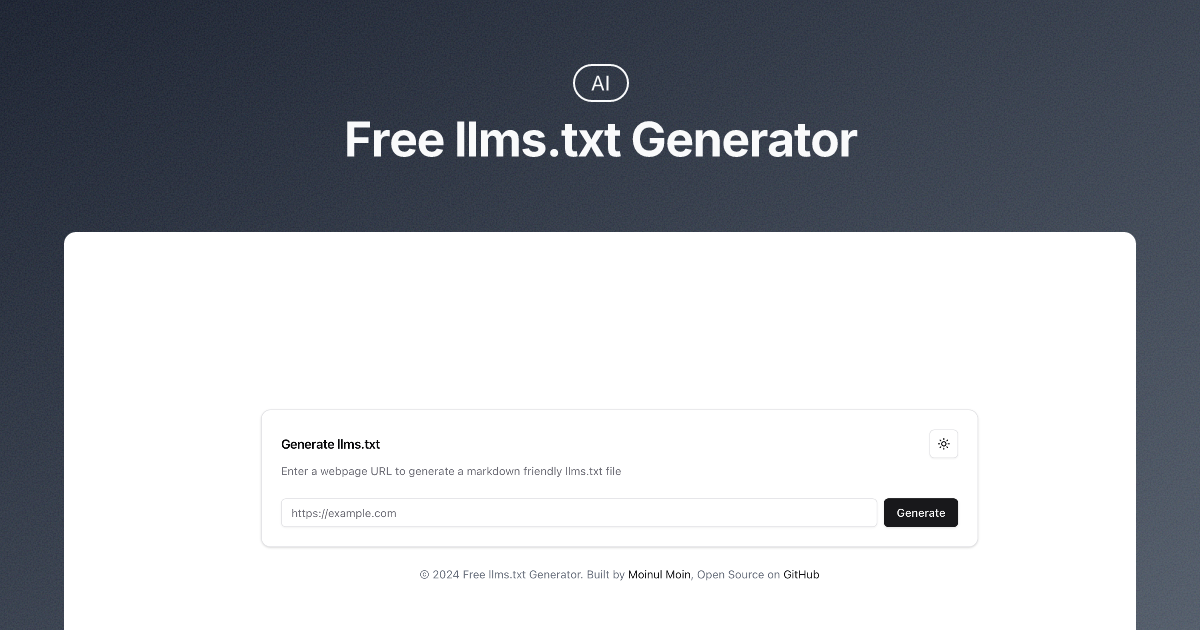 AI
Free llms.txt Generator
Generate llms.txt
Enter a webpage URL to generate a markdown friendly llms.txt file
https://example.com
Generate
© 2024 Free llms.txt Generator. Built by Moinul Moin, Open Source on GitHub